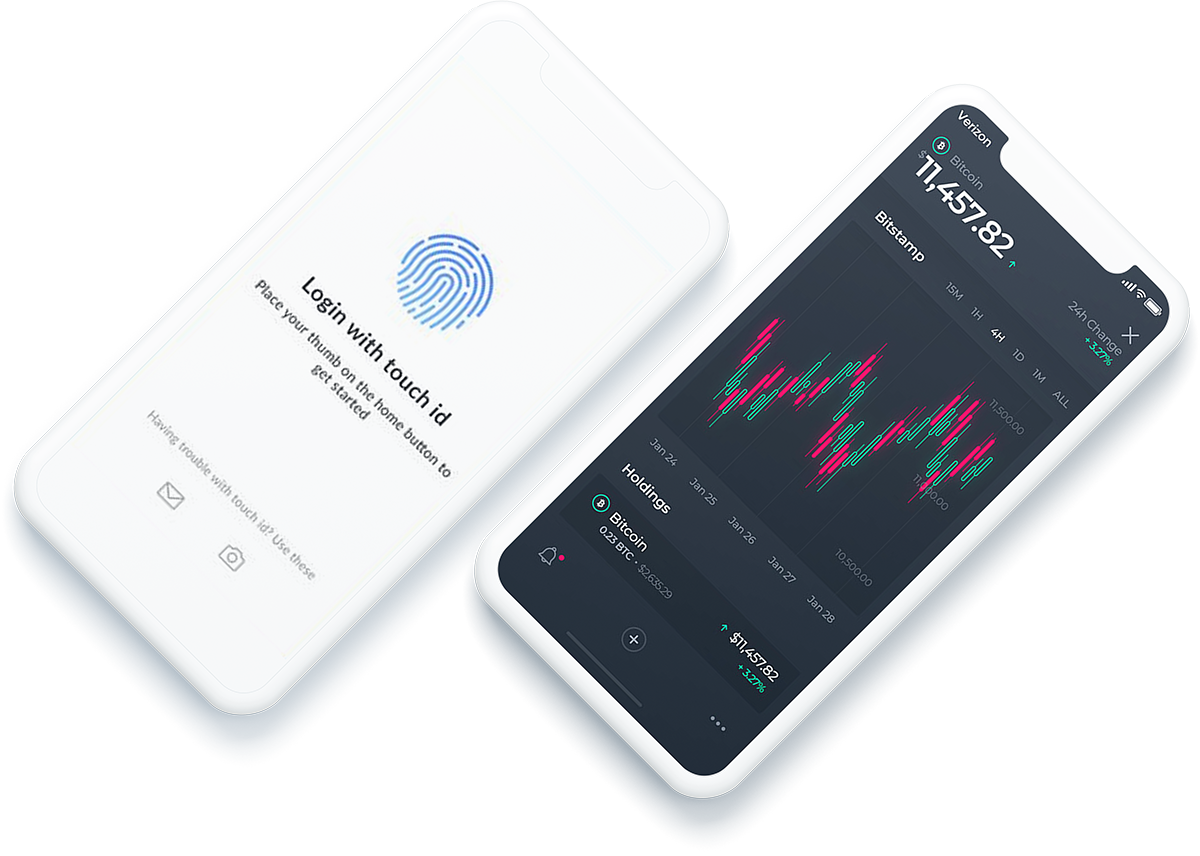 Login with touch id
Place your thumb on the home button to
get started
Having trouble with touch id? Use these
Verizon
Bitcoin
$11,457.82
24h Change
+ 3.27%
Bitstamp
15M 1H 4H 1D 1M ALL
11,500.00
10,500.00
Jan 24 Jan 25 Jan 26 Jan 27 Jan 28
Holdings
Bitcoin
0.23 BTC • $2,635.29
$11,457.82
+ 3.27%